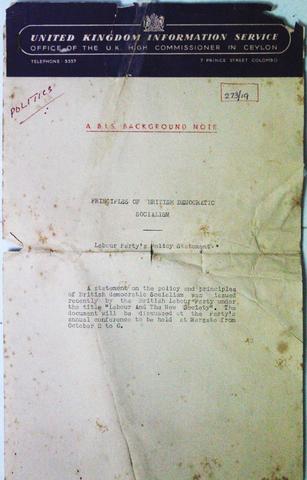 UNITED KINGDOM INFORMATION SERVICE
OFFICE OF THE U.K. HIGH COMMISSIONER IN CEYLON
TELEPHONE: 5557 7 PRINCE STREET COLOMBO
POLITICS
273/19
A B.I.S. BACKGROUND NOTE
PRINCIPLES OF BRITISH DEMOCRATIC
SOCIALISM
Labour Party's Policy Statement
A statement on the policy and principles
of British democratic Socialism was issued
recently by the British Labour Party under
the title "Labour And The New Society". The
document will be discussed at the Party's
annual conference to be held at Margate from
October 2 to 6.